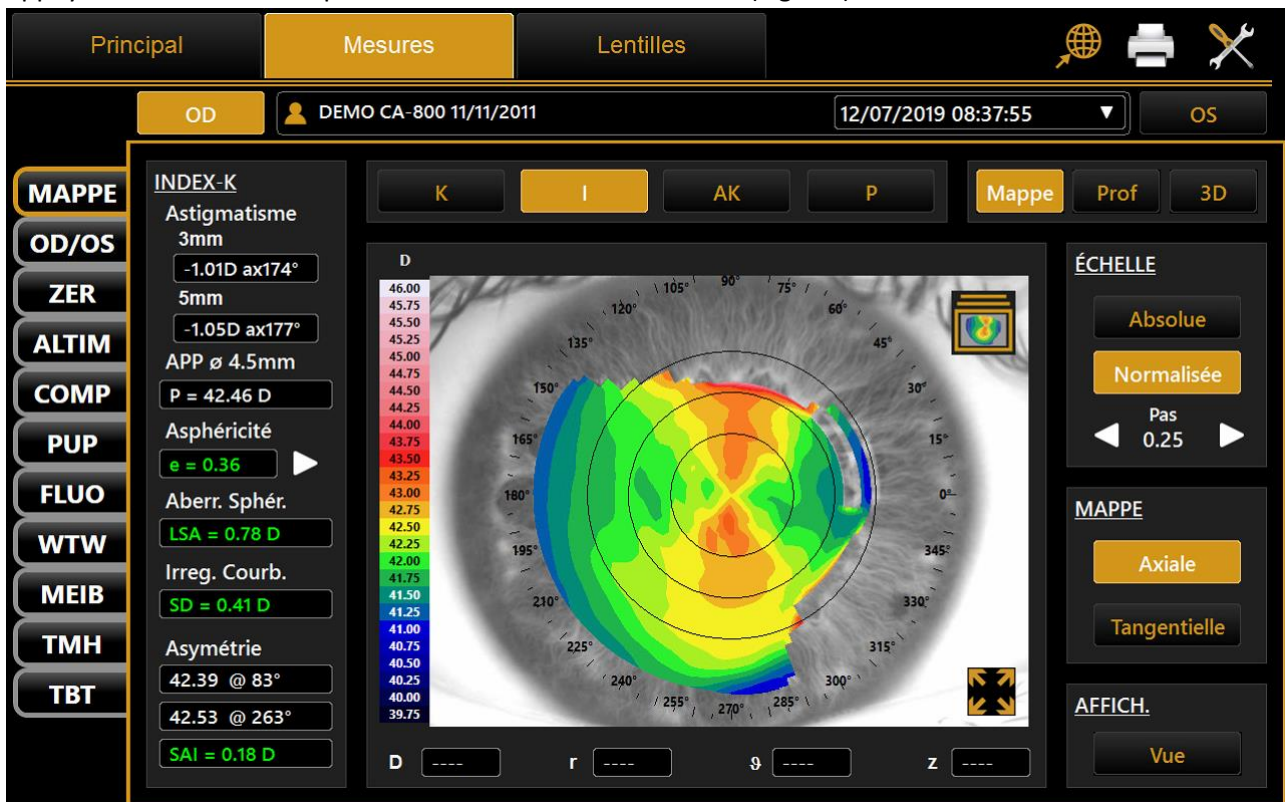 Principal Mesures Lentilles
OD DEMO CA-800 11/11/2011 12/07/2019 08:37:55 ▼ OS
MAPPE
OD/OS
ZER
ALTIM
COMP
PUP
FLUO
WTW
MEIB
TMH
TBT
INDEX-K
Astigmatisme
3mm
-1.01D ax174°
5mm
-1.05D ax177°
APP ø 4.5mm
P = 42.46 D
Asphéricité
e = 0.36
Aberr. Sphér.
LSA = 0.78 D
Irreg. Courb.
SD = 0.41 D
Asymétrie
42.39 @ 83°
42.53 @ 263°
SAI = 0.18 D
K I AK P
Mappe Prof 3D
D
46.00
45.75
45.50
45.25
45.00
44.75
44.50
44.25
44.00
43.75
43.50
43.25
43.00
42.75
42.50
42.25
42.00
41.75
41.50
41.25
41.00
40.75
40.50
40.25
40.00
39.75
105° 90° 75°
120° 60°
135° 45°
150° 30°
165° 15°
180° 0°
195° 345°
210° 330°
225° 315°
240° 300°
255° 270° 285°
D ---- r ---- ϑ ---- z ----
ÉCHELLE
Absolue
Normalisée
Pas
0.25
MAPPE
Axiale
Tangentielle
AFFICH.
Vue